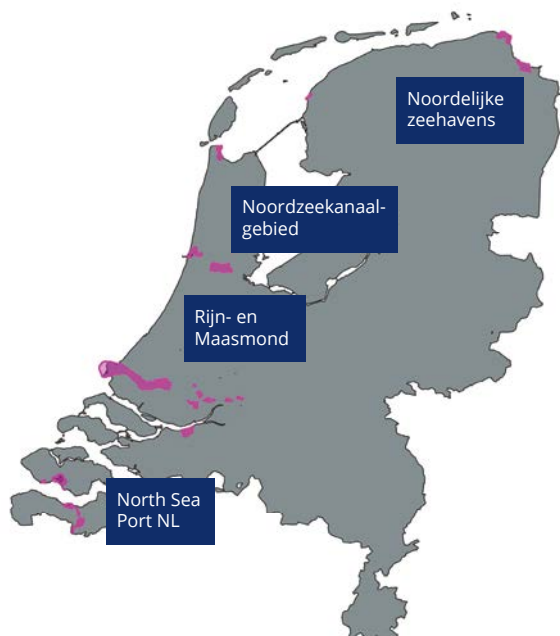 Noordelijke
zeehavens
Noordzeekanaal-
gebied
Rijn- en
Maasmond
North Sea
Port NL